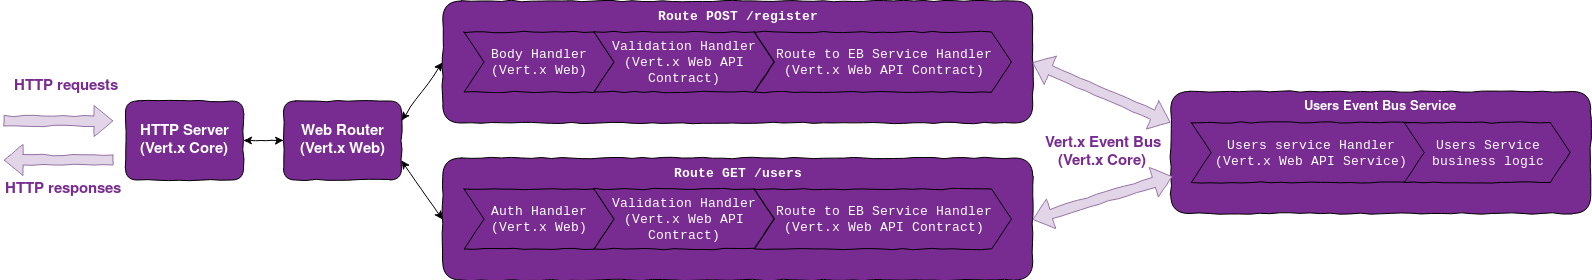 HTTP requests
HTTP responses
HTTP Server
(Vert.x Core)
Web Router
(Vert.x Web)
Route POST /register
Body Handler
(Vert.x Web)
Validation Handler
(Vert.x Web API
Contract)
Route to EB Service Handler
(Vert.x Web API Contract)
Route GET /users
Auth Handler
(Vert.x Web)
Validation Handler
(Vert.x Web API
Contract)
Route to EB Service Handler
(Vert.x Web API Contract)
Vert.x Event Bus
(Vert.x Core)
Users Event Bus Service
Users service Handler
(Vert.x Web API Service)
Users Service
business logic